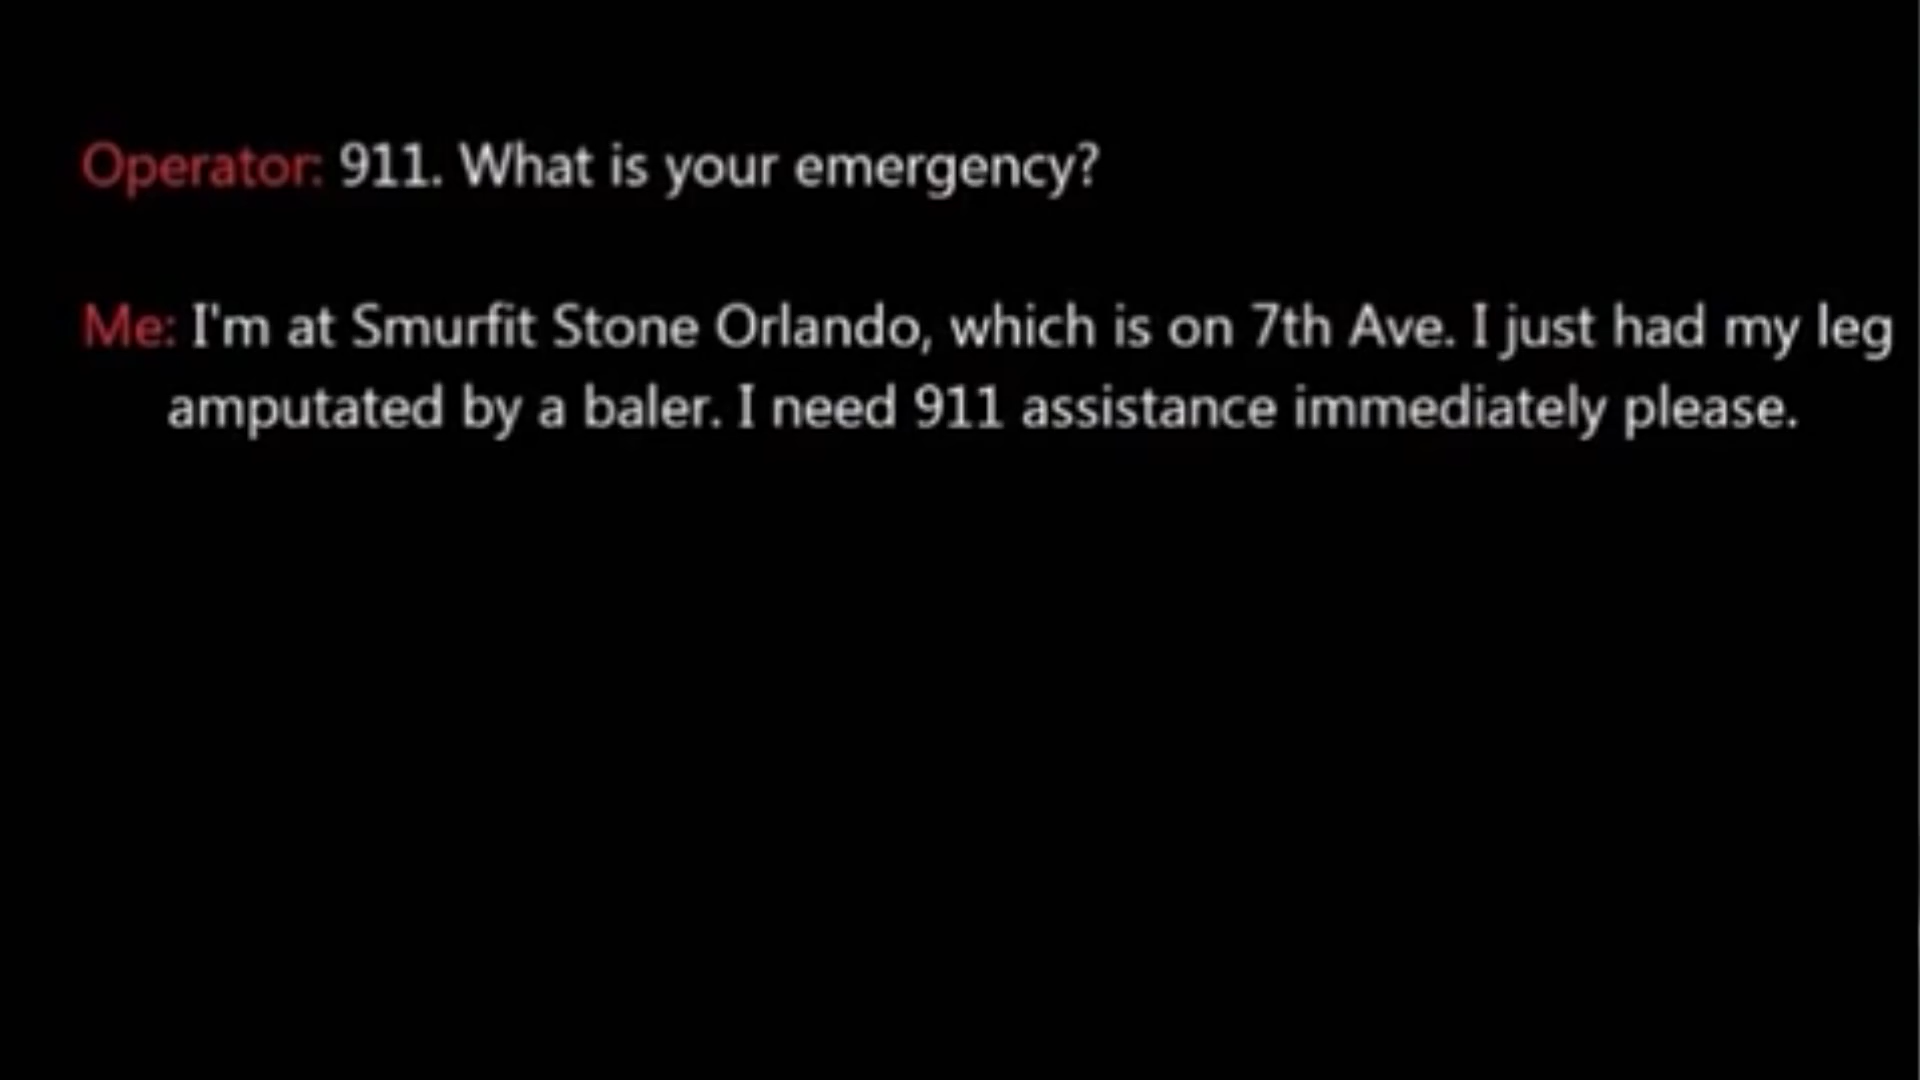 Operator: 911. What is your emergency?
Me: I'm at Smurfit Stone Orlando, which is on 7th Ave. I just had my leg
amputated by a baler. I need 911 assistance immediately please.